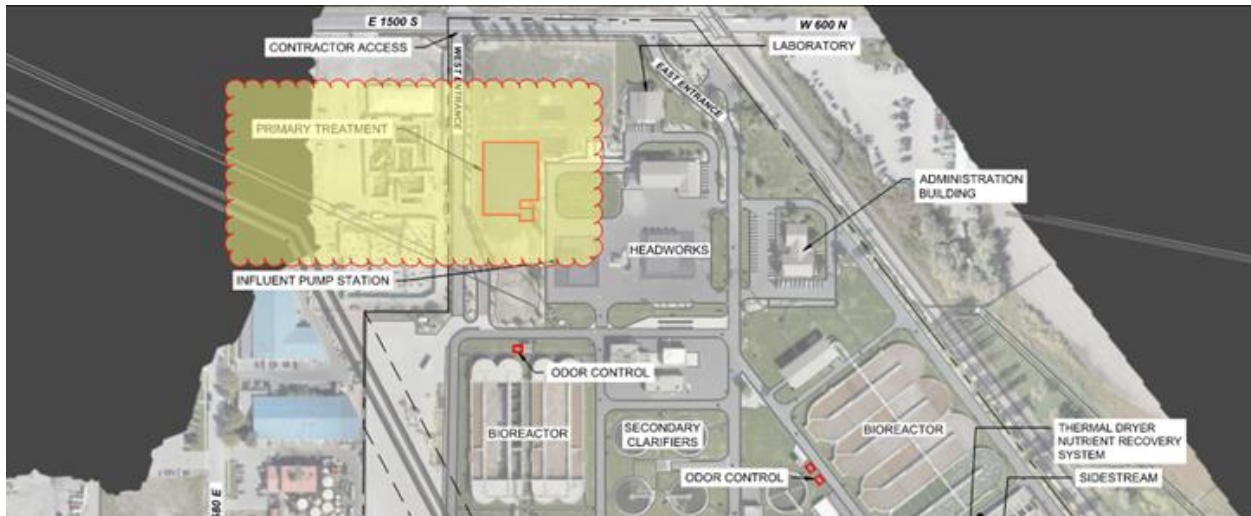 E 1500 S
W 600 N
CONTRACTOR ACCESS
LABORATORY
WEST ENTRANCE
EAST ENTRANCE
PRIMARY TREATMENT
ADMINISTRATION
BUILDING
HEADWORKS
INFLUENT PUMP STATION
ODOR CONTROL
BIOREACTOR
SECONDARY
CLARIFIERS
BIOREACTOR
THERMAL DRYER
NUTRIENT RECOVERY
SYSTEM
ODOR CONTROL
SIDESTREAM